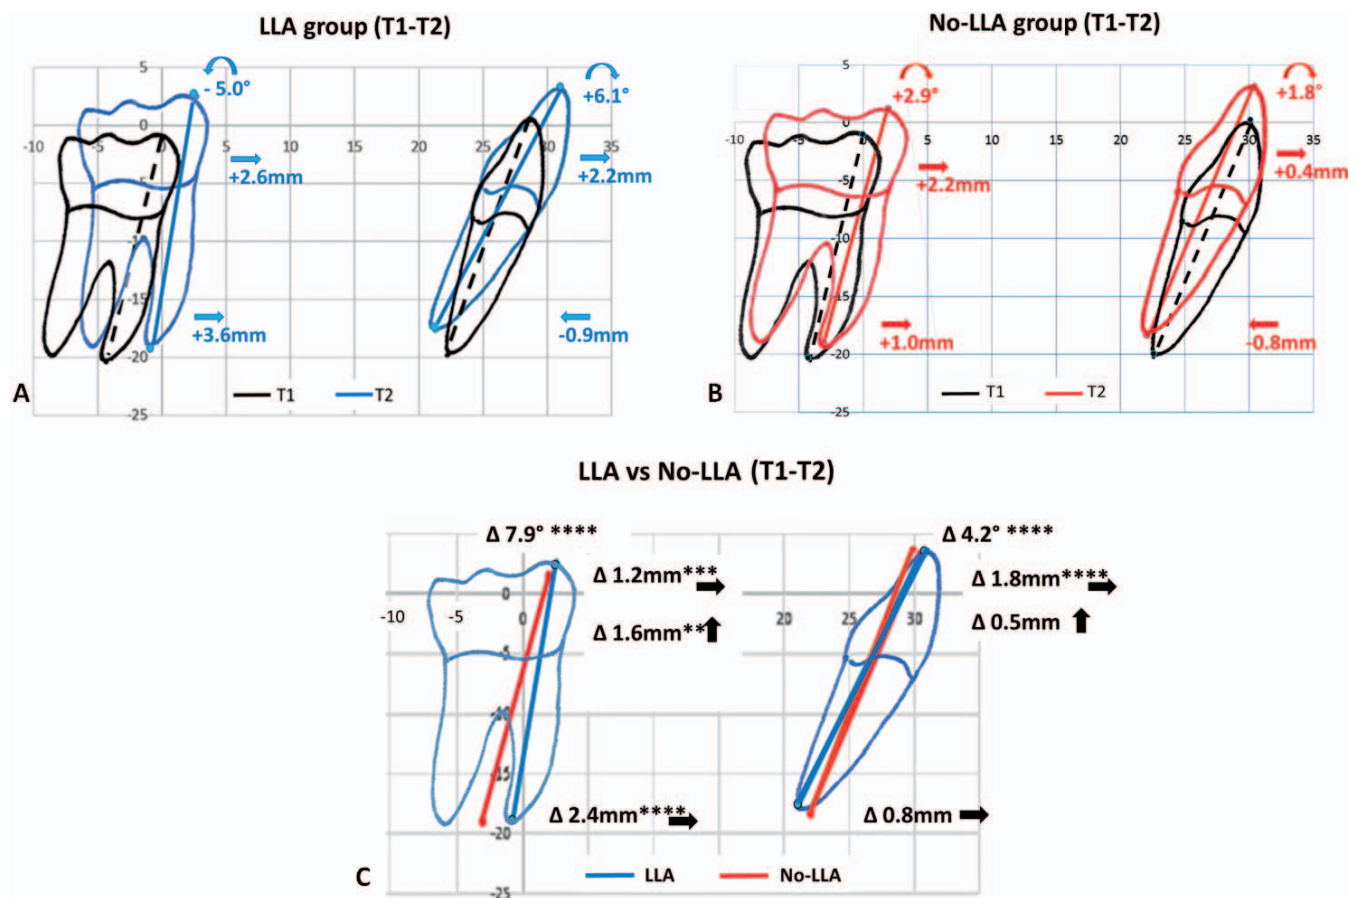 LLA group (T1-T2)
5
0
-10
-5
0
5
10
15
20
25
30
35
-5
-10
-15
-20
-25
- 5.0°
+6.1°
+2.6mm
+2.2mm
+3.6mm
-0.9mm
T1
T2
A
No-LLA group (T1-T2)
5
0
-10
-5
0
5
10
15
20
25
30
35
-5
-10
-15
-20
-25
+2.9°
+1.8°
+2.2mm
+0.4mm
+1.0mm
-0.8mm
T1
T2
B
LLA vs No-LLA (T1-T2)
Δ 7.9° ****
Δ 4.2° ****
Δ 1.2mm***
Δ 1.8mm****
Δ 1.6mm**
Δ 0.5mm
0
-10
-5
0
20
25
30
-5
-10
-15
-20
-25
Δ 2.4mm****
Δ 0.8mm
LLA
No-LLA
C